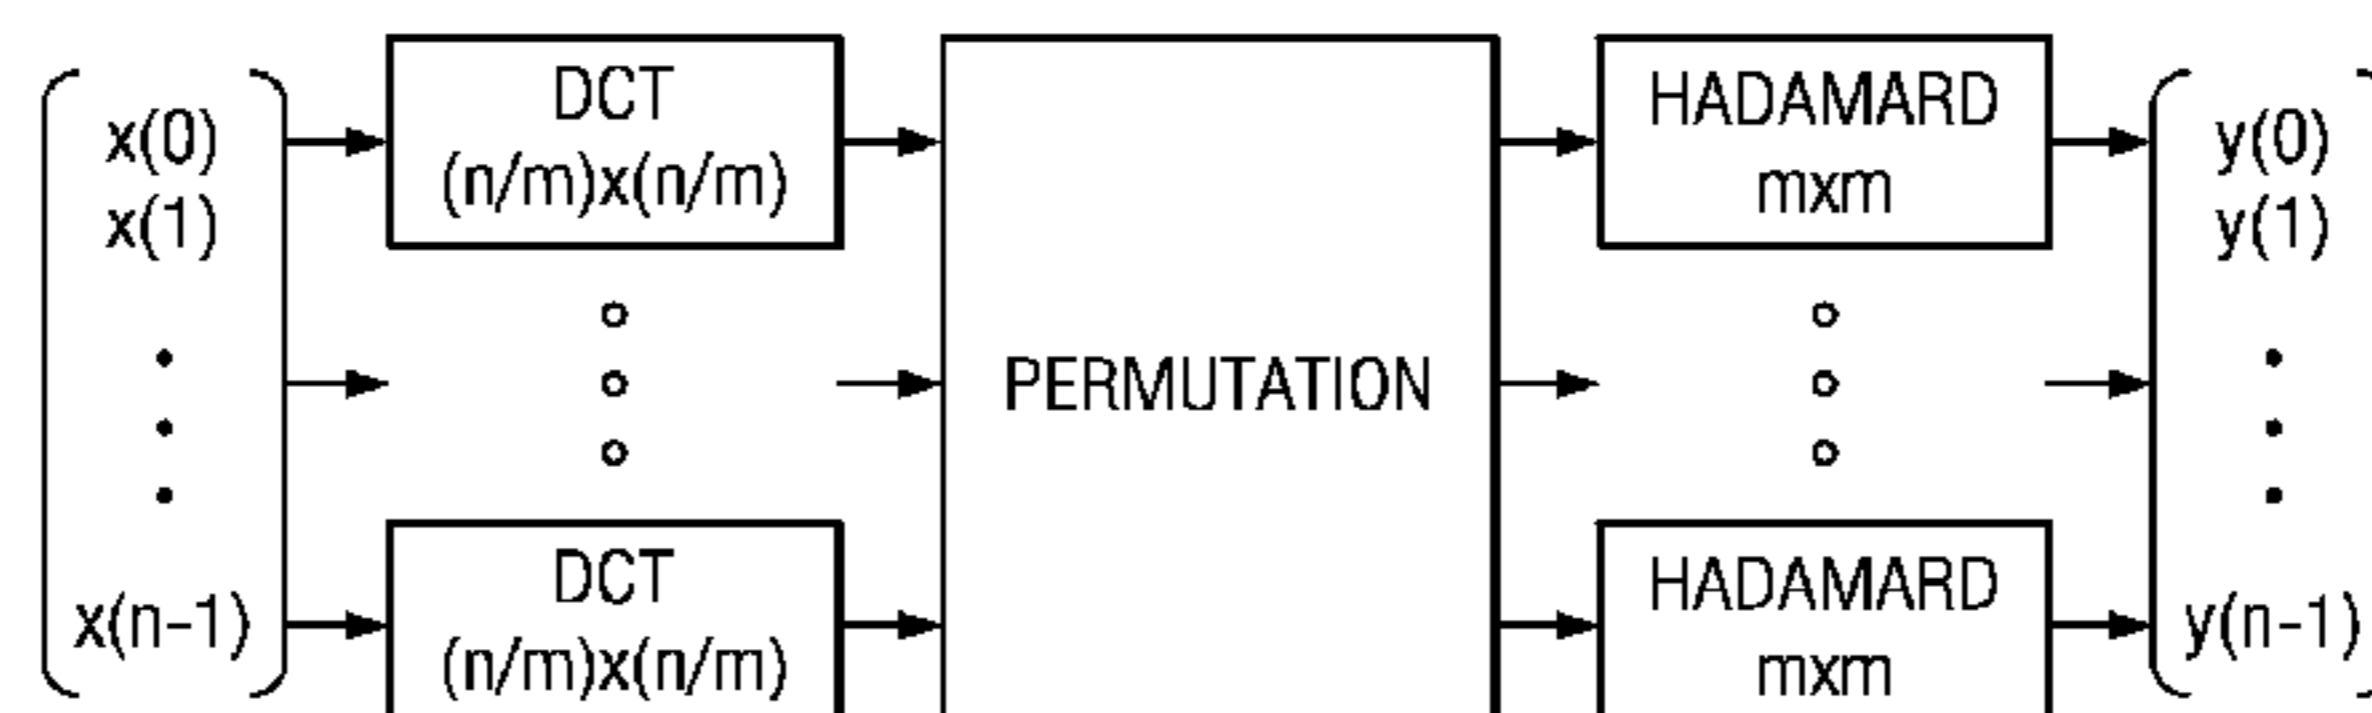 x(0)
x(1)
x(n-1)
DCT
(n/m)x(n/m)
DCT
(n/m)x(n/m)
PERMUTATION
HADAMARD
mxm
HADAMARD
mxm
y(0)
y(1)
y(n-1)